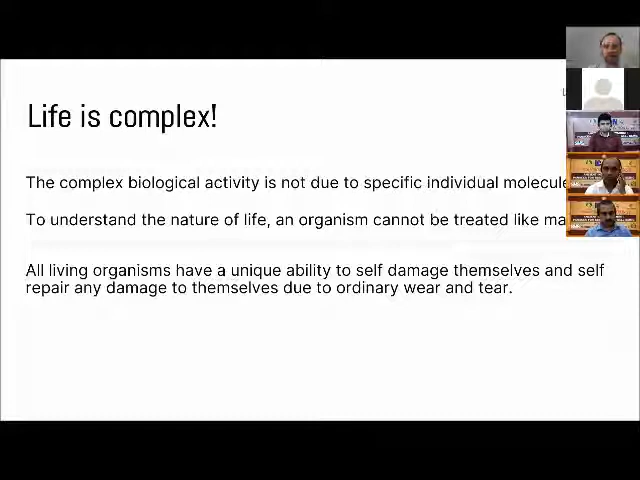 Life is complex!
The complex biological activity is not due to specific individual
To understand the nature of life, an organism cannot be treated like
All living organisms have a unique ability to self damage themselves and self
repair any damage to themselves due to ordinary wear and tear.